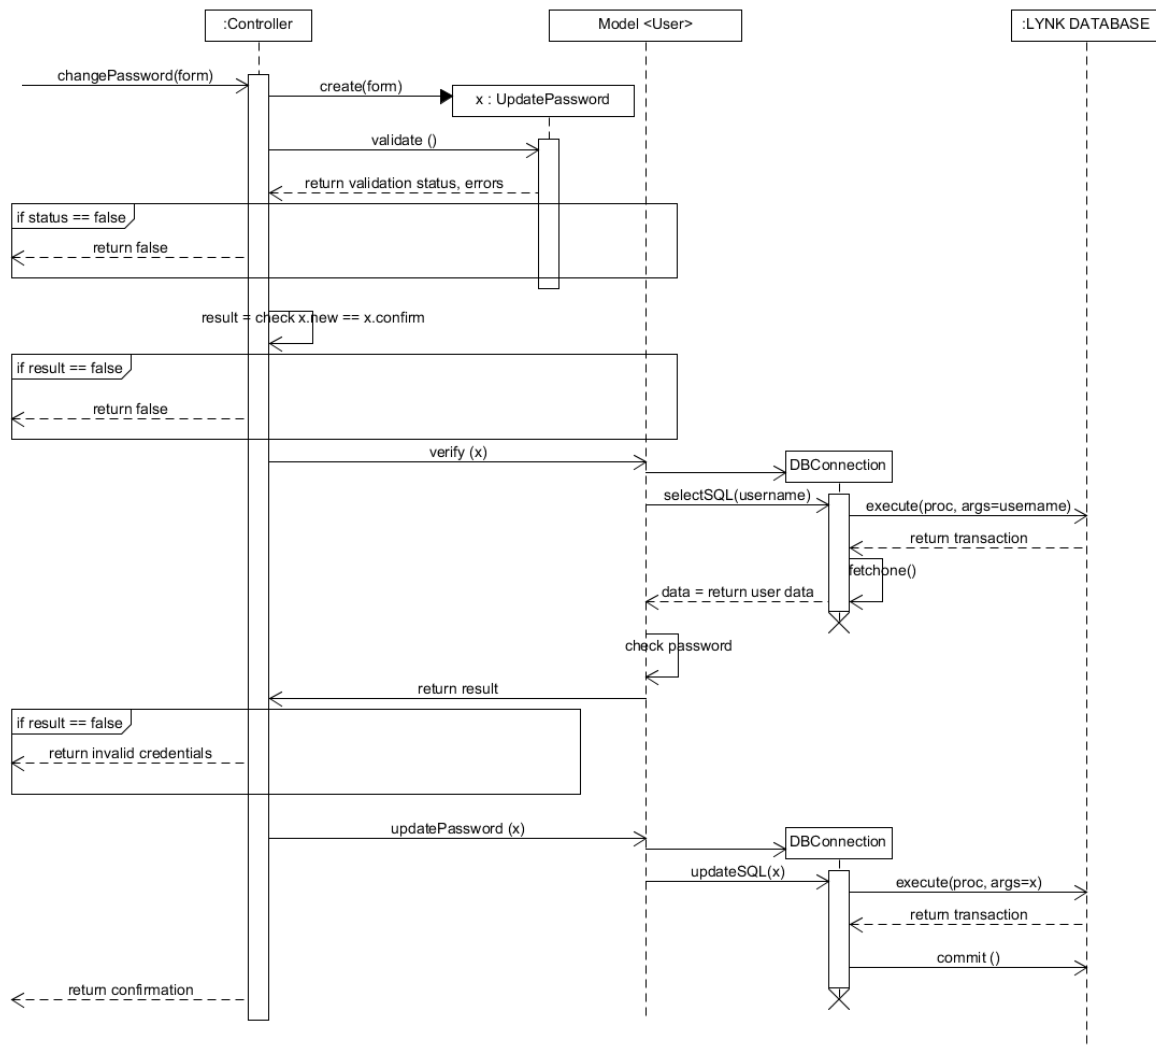 :Controller
Model <User>
:LYNK DATABASE
changePassword(form)
create(form)
x : UpdatePassword
validate ()
return validation status, errors
if status == false
return false
result = check x.new == x.confirm
if result == false
return false
verify (x)
DBConnection
selectSQL(username)
execute(proc, args=username)
return transaction
fetchone()
data = return user data
check password
return result
if result == false
return invalid credentials
updatePassword (x)
DBConnection
updateSQL(x)
execute(proc, args=x)
return transaction
commit ()
return confirmation